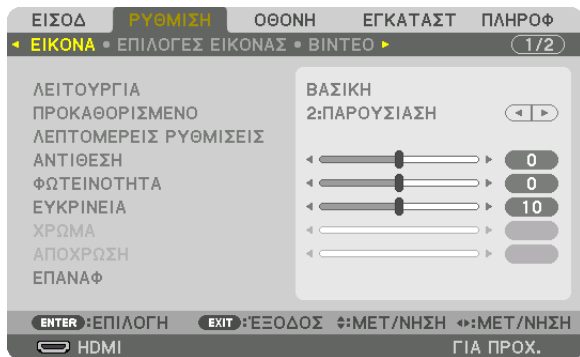 ΕΙΣΟΔ ΡΥΘΜΙΣΗ ΟΘΟΝΗ ΕΓΚΑΤΑΣΤ ΠΛΗΡΟΦ
ΕΙΚΟΝΑ • ΕΠΙΛΟΓΕΣ ΕΙΚΟΝΑΣ • ΒΙΝΤΕΟ 1/2
ΛΕΙΤΟΥΡΓΙΑ ΒΑΣΙΚΗ
ΠΡΟΚΑΘΟΡΙΣΜΕΝΟ 2:ΠΑΡΟΥΣΙΑΣΗ
ΛΕΠΤΟΜΕΡΕΙΣ ΡΥΘΜΙΣΕΙΣ
ΑΝΤΙΘΕΣΗ 0
ΦΩΤΕΙΝΟΤΗΤΑ 0
ΕΥΚΡΙΝΕΙΑ 10
ΧΡΩΜΑ
ΑΠΟΧΡΩΣΗ
ΕΠΑΝΑΦ
ENTER:ΕΠΙΛΟΓΗ EXIT:ΈΞΟΔΟΣ :ΜΕΤ/ΝΗΣΗ :ΜΕΤ/ΝΗΣΗ
HDMI ΓΙΑ ΠΡΟΧ.